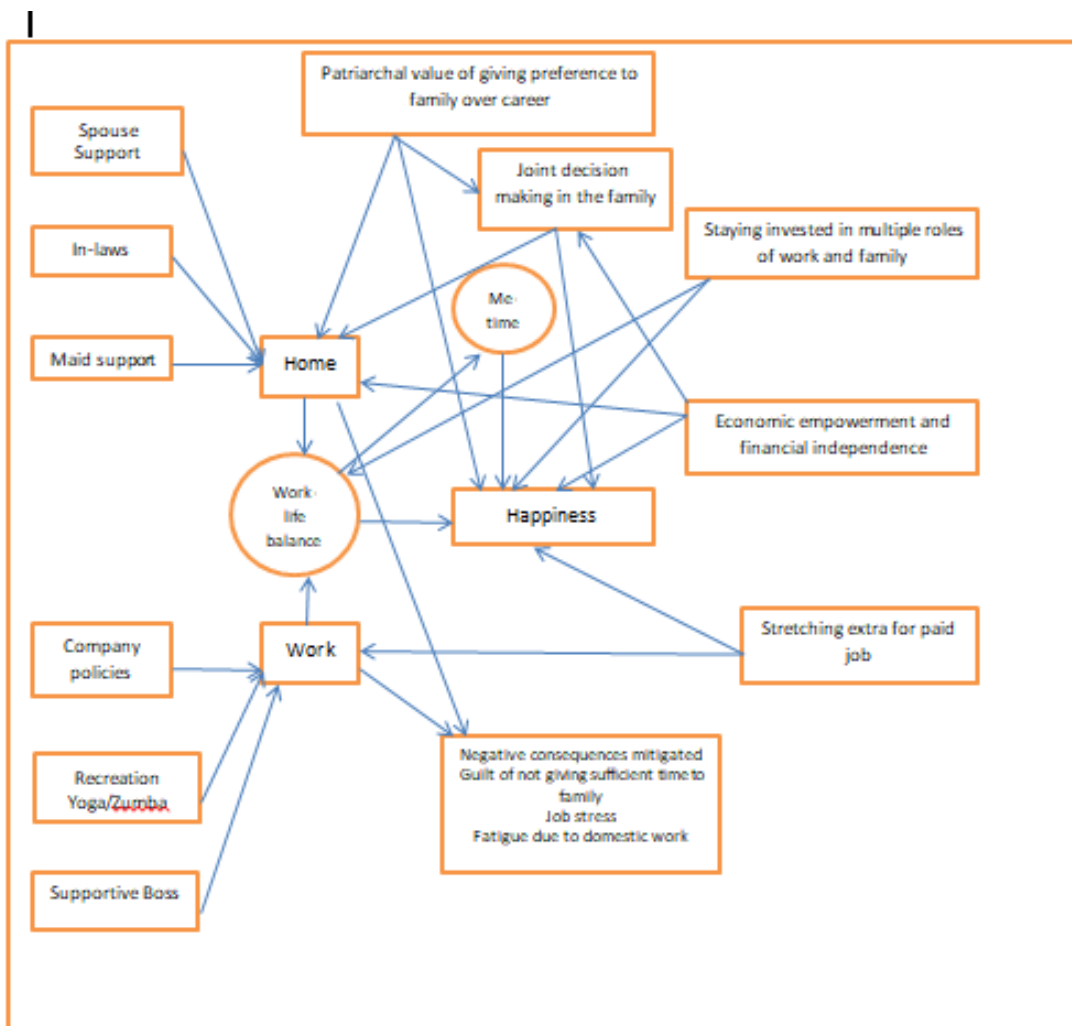 Patriarchal value of giving preference to
family over career
Spouse
Support
Joint decision
making in the family
Staying invested in multiple roles
of work and family
In-laws
Me-
time
Maid support
Home
Economic empowerment and
financial independence
Work-
life
balance
Happiness
Company
policies
Work
Stretching extra for paid
job
Negative consequences mitigated
Guilt of not giving sufficient time to
family
Job stress
Fatigue due to domestic work
Recreation
Yoga/Zumba
Supportive Boss